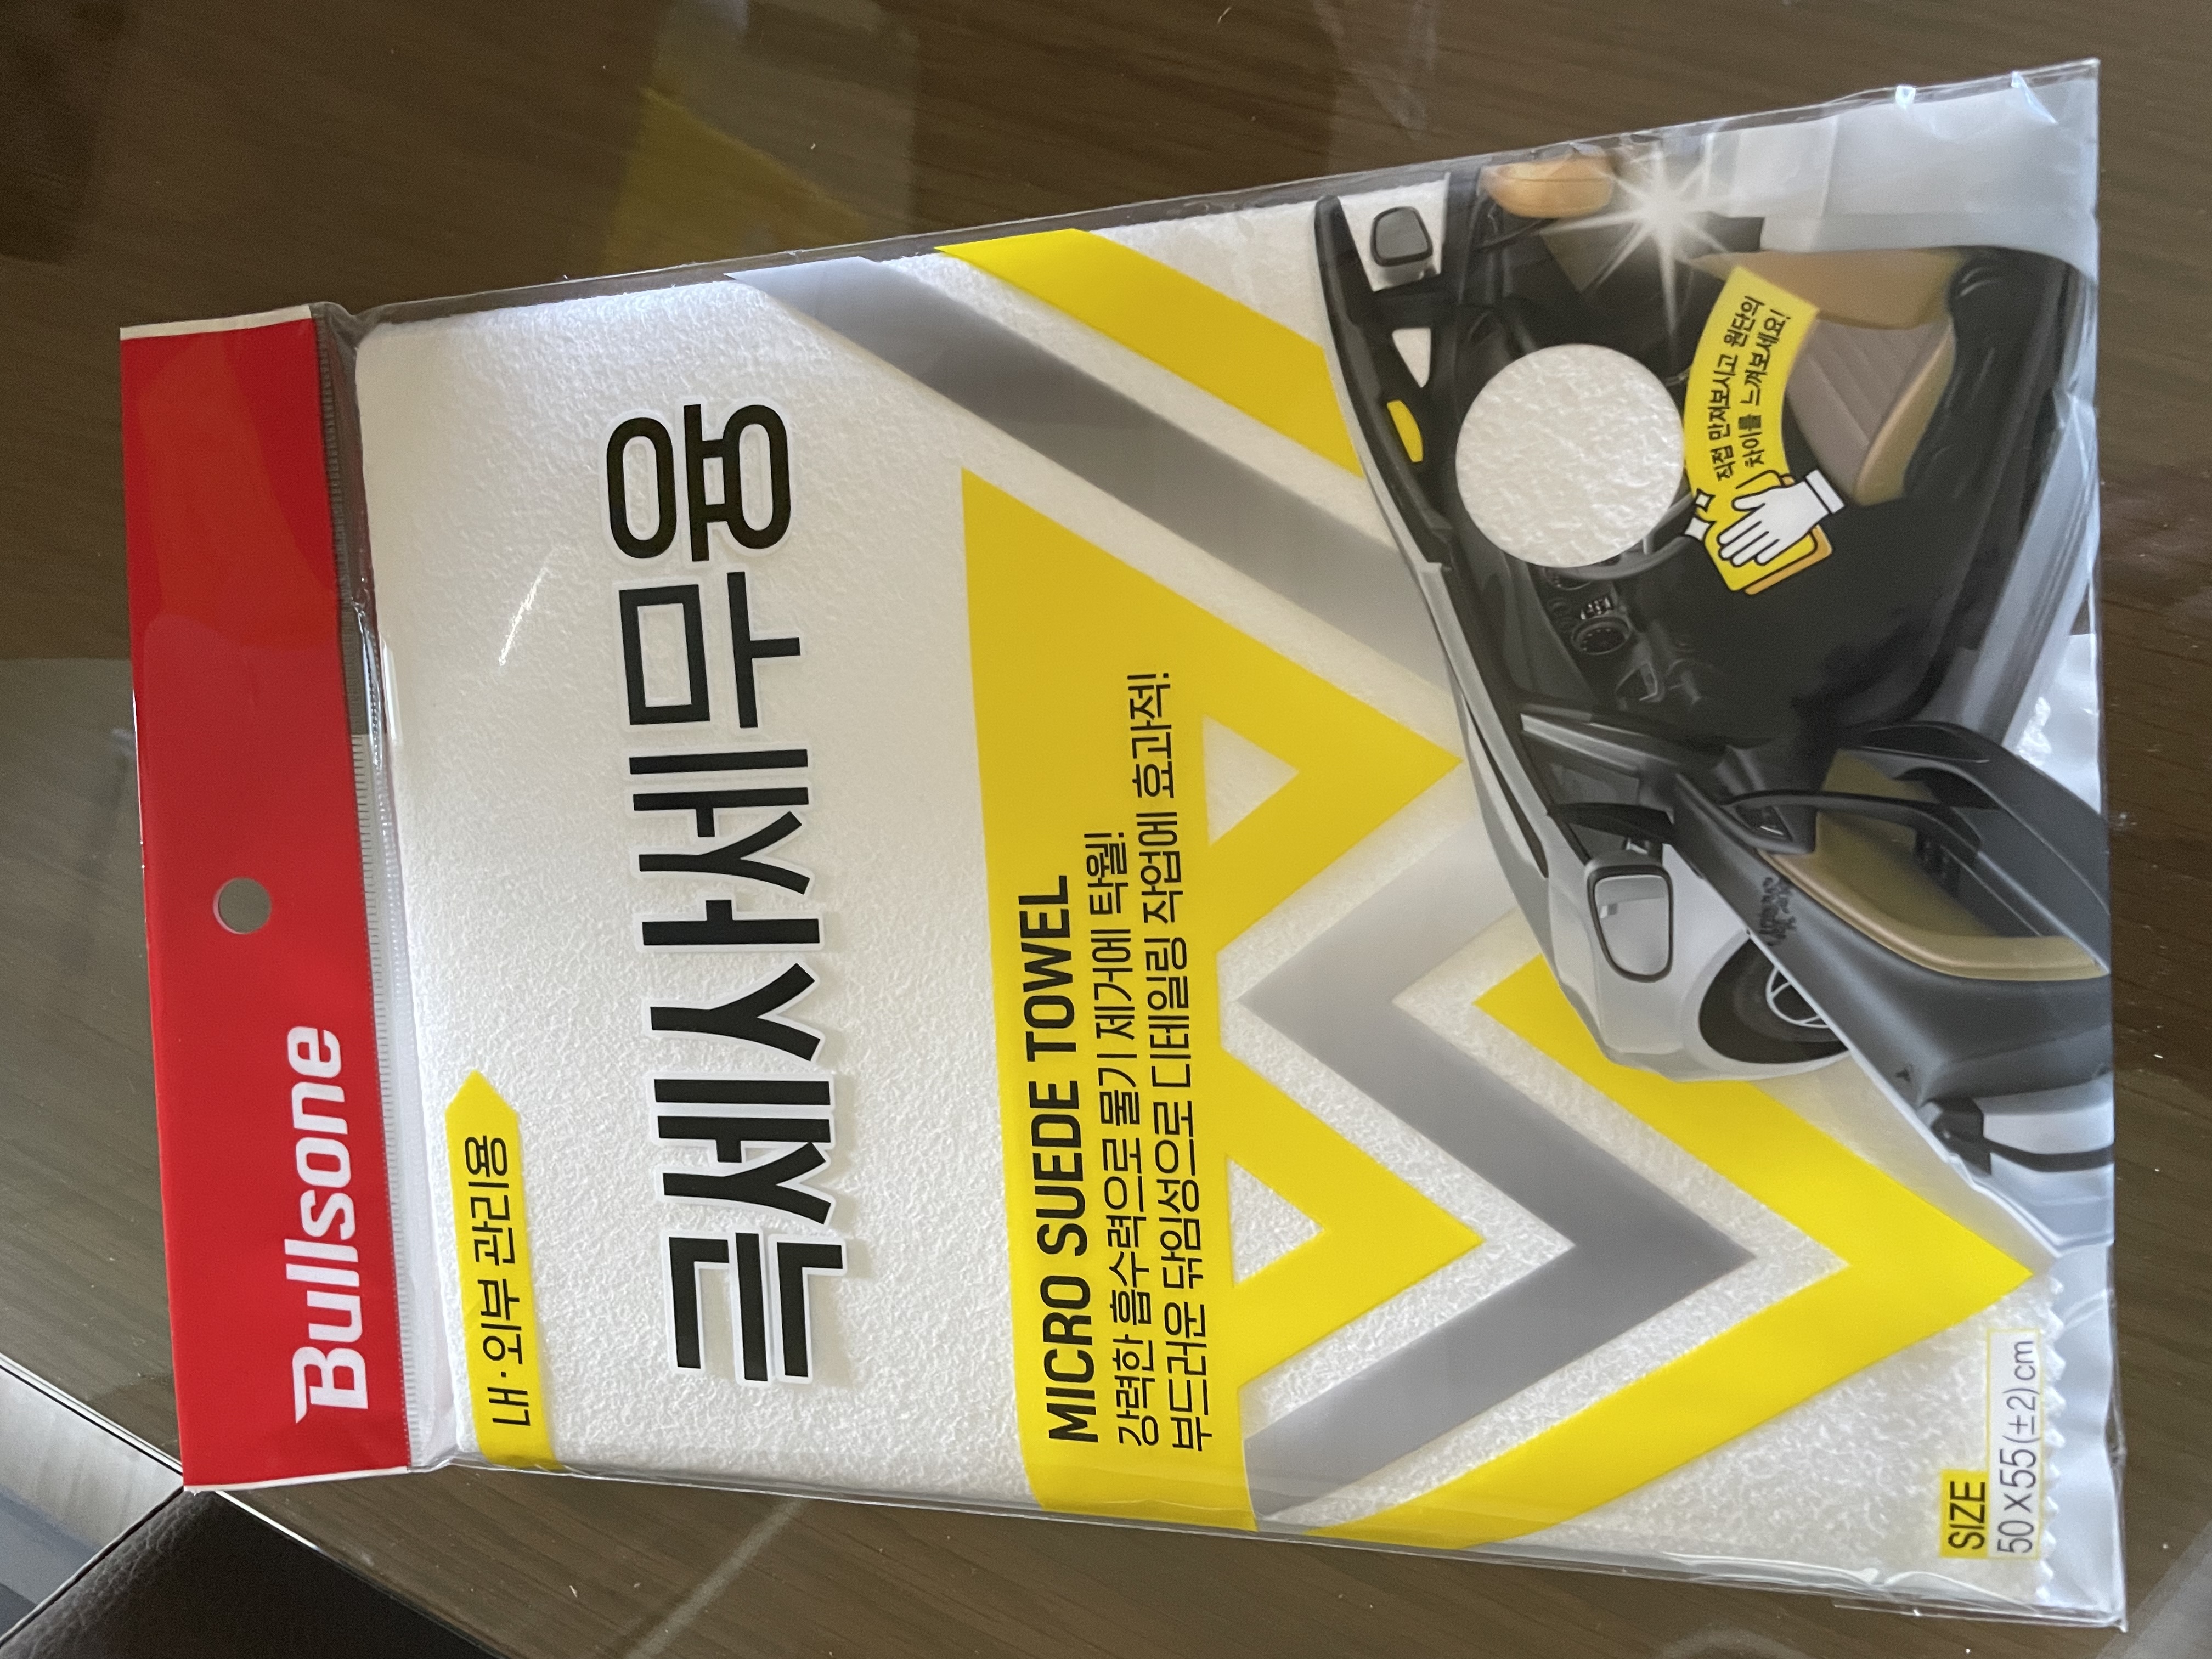 Bullsone
내·외부 관리용
극세사세무융
MICRO SUEDE TOWEL
강력한 흡수력으로 물기 제거에 탁월!
부드러운 닦임성으로 디테일링 작업에 효과적!
직접 만져보시고 원단의
차이를 느껴보세요!
SIZE
50 X 55(±2) cm